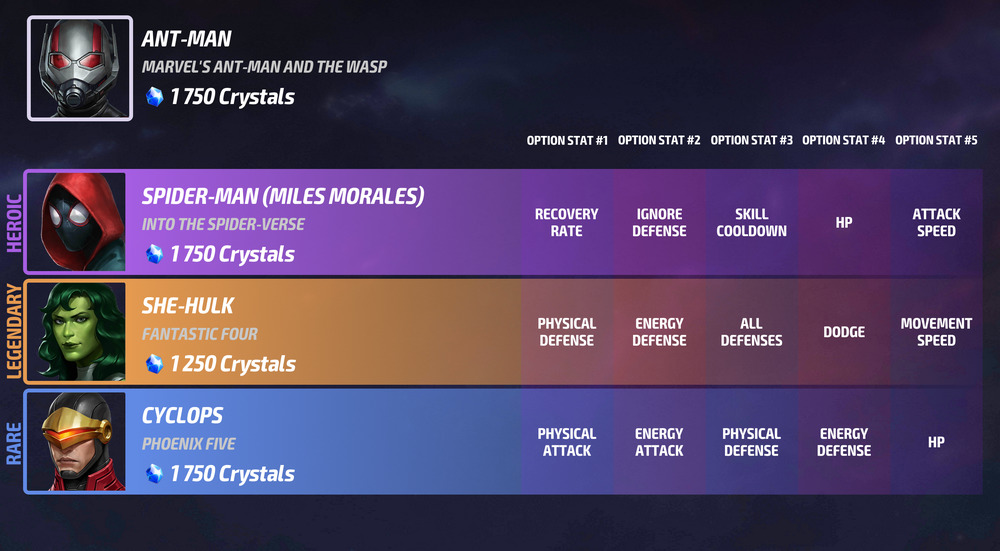 ANT-MAN
MARVEL'S ANT-MAN AND THE WASP
1 750 Crystals
OPTION STAT #1 OPTION STAT #2 OPTION STAT #3 OPTION STAT #4 OPTION STAT #5
HEROIC
SPIDER-MAN (MILES MORALES)
INTO THE SPIDER-VERSE
1 750 Crystals
RECOVERY
RATE
IGNORE
DEFENSE
SKILL
COOLDOWN
HP
ATTACK
SPEED
LEGENDARY
SHE-HULK
FANTASTIC FOUR
1 250 Crystals
PHYSICAL
DEFENSE
ENERGY
DEFENSE
ALL
DEFENSES
DODGE
MOVEMENT
SPEED
RARE
CYCLOPS
PHOENIX FIVE
1 750 Crystals
PHYSICAL
ATTACK
ENERGY
ATTACK
PHYSICAL
DEFENSE
ENERGY
DEFENSE
HP